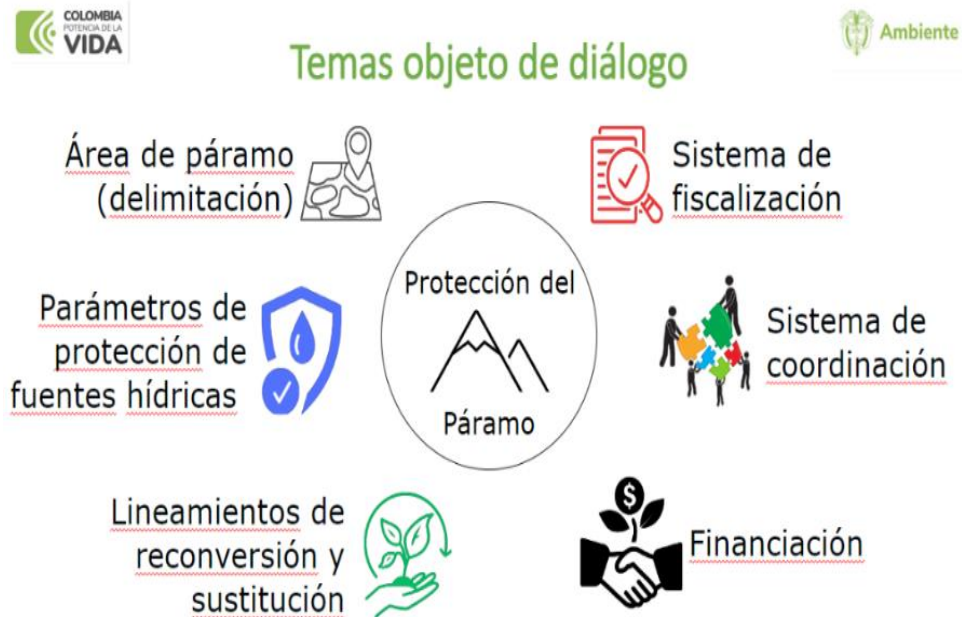 COLOMBIA
POTENCIA DE LA
VIDA
Ambiente
Temas objeto de diálogo
Área de páramo
(delimitación)
Sistema de
fiscalización
Protección del
Páramo
Parámetros de
protección de
fuentes hídricas
Sistema de
coordinación
Lineamientos de
reconversión y
sustitución
$
Financiación